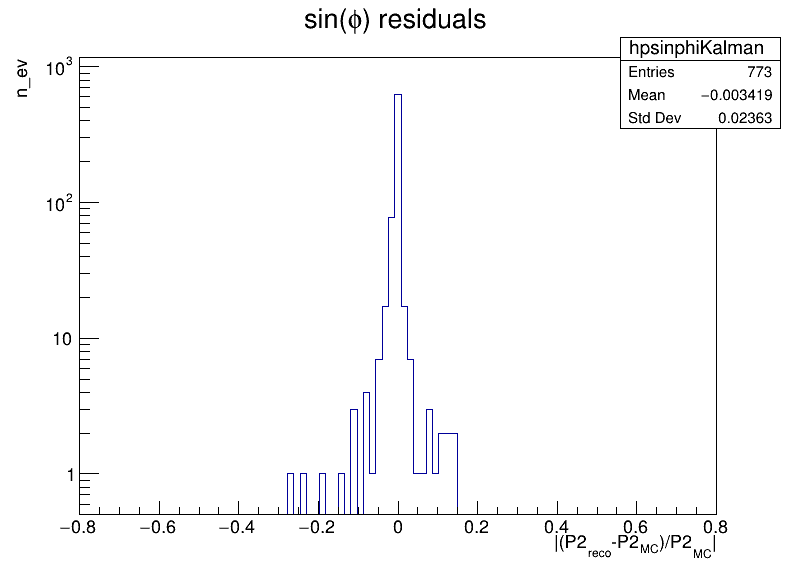 sin(ϕ) residuals
hpsinphiKalman
Entries 773
Mean −0.003419
Std Dev 0.02363
n_ev
10³
10²
10
1
−0.8 −0.6 −0.4 −0.2 0 0.2 0.4 0.6 0.8
|(P2reco-P2MC)/P2MC|